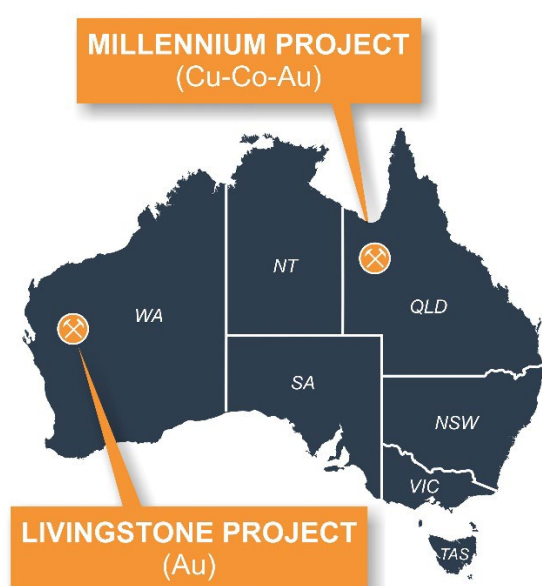 MILLENNIUM PROJECT
(Cu-Co-Au)
NT
QLD
WA
SA
NSW
VIC
LIVINGSTONE PROJECT
(Au)
TAS